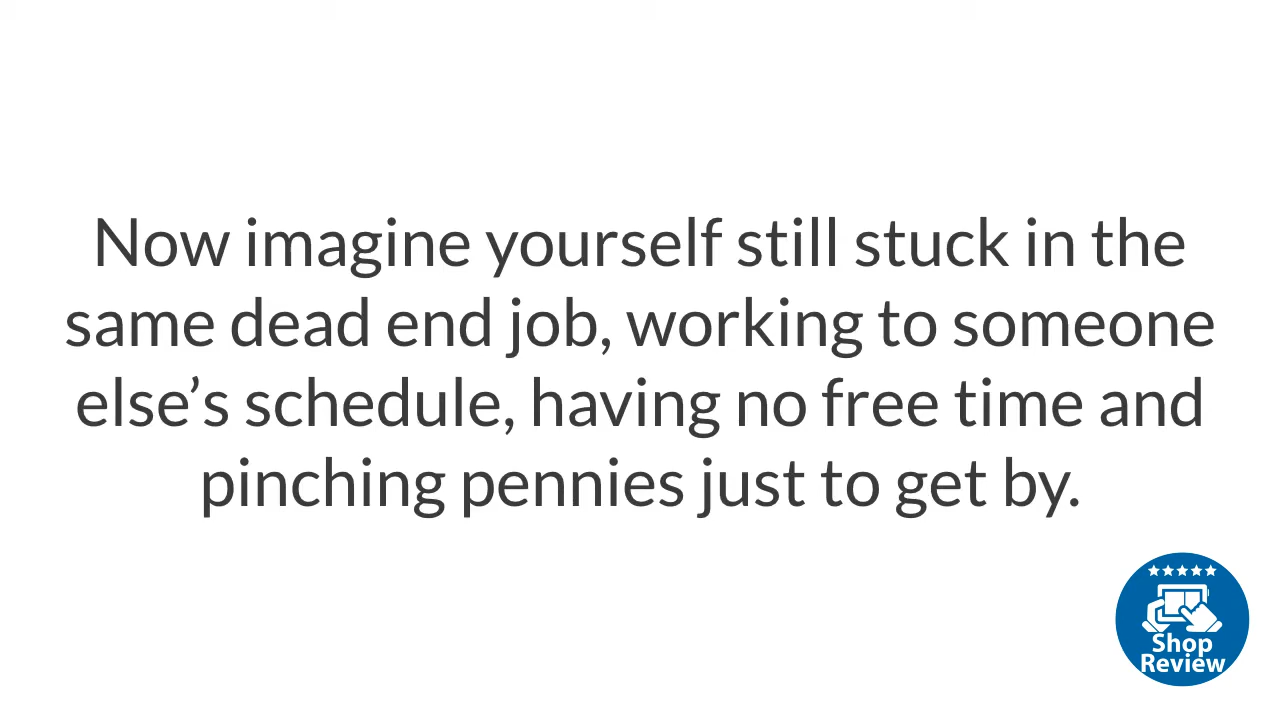 Now imagine yourself still stuck in the
same dead end job, working to someone
else’s schedule, having no free time and
pinching pennies just to get by.
Shop
Review